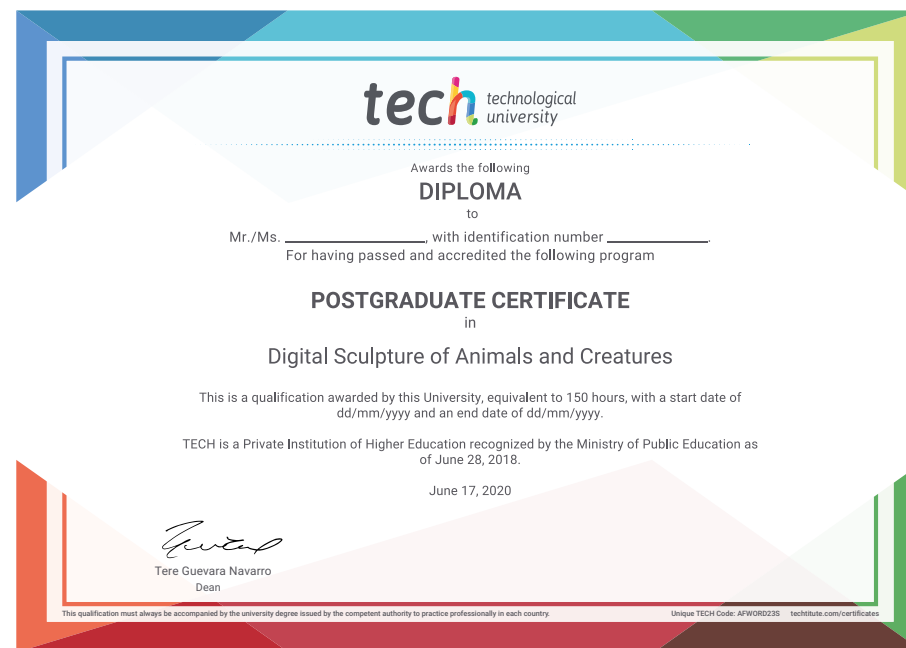 tech technological
university
Awards the following
DIPLOMA
to
Mr./Ms. ____________________, with identification number ______________.
For having passed and accredited the following program
POSTGRADUATE CERTIFICATE
in
Digital Sculpture of Animals and Creatures
This is a qualification awarded by this University, equivalent to 150 hours, with a start date of
dd/mm/yyyy and an end date of dd/mm/yyyy.
TECH is a Private Institution of Higher Education recognized by the Ministry of Public Education as
of June 28, 2018.
June 17, 2020
Tere Guevara Navarro
Dean
This qualification must always be accompanied by the university degree issued by the competent authority to practice professionally in each country. Unique TECH Code: AFWORD23S techtitute.com/certificates